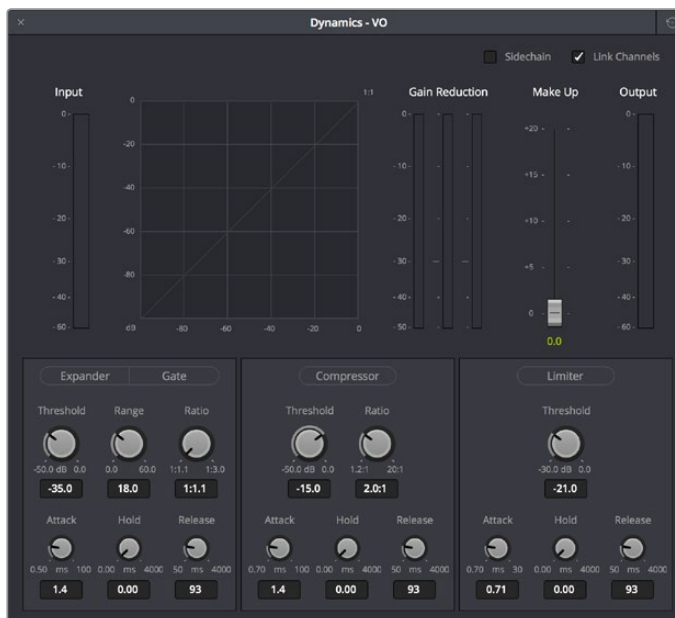 Dynamics - VO
Sidechain
Link Channels
Input
0
-20
-40
-60
-80
dB
-80
-60
-40
-20
0
1:1
0
-10
-20
-30
-40
-60
Gain Reduction
0
-10
-20
-30
-40
-50
Make Up
+20
+15
+10
+5
0
0.0
Output
0
-10
-20
-30
-40
-60
Expander
Gate
Threshold Range Ratio
-50.0 dB 0.0 0.0 60.0 1:1.1 1:3.0
-35.0 18.0 1:1.1
Attack Hold Release
0.50 ms 100 0.00 ms 4000 50 ms 4000
1.4 0.00 93
Compressor
Threshold Ratio
-50.0 dB 0.0 1.2:1 20:1
-15.0 2.0:1
Attack Hold Release
0.70 ms 100 0.00 ms 4000 50 ms 4000
1.4 0.00 93
Limiter
Threshold
-30.0 dB 0.0
-21.0
Attack Hold Release
0.70 ms 30 0.00 ms 4000 50 ms 4000
0.71 0.00 93